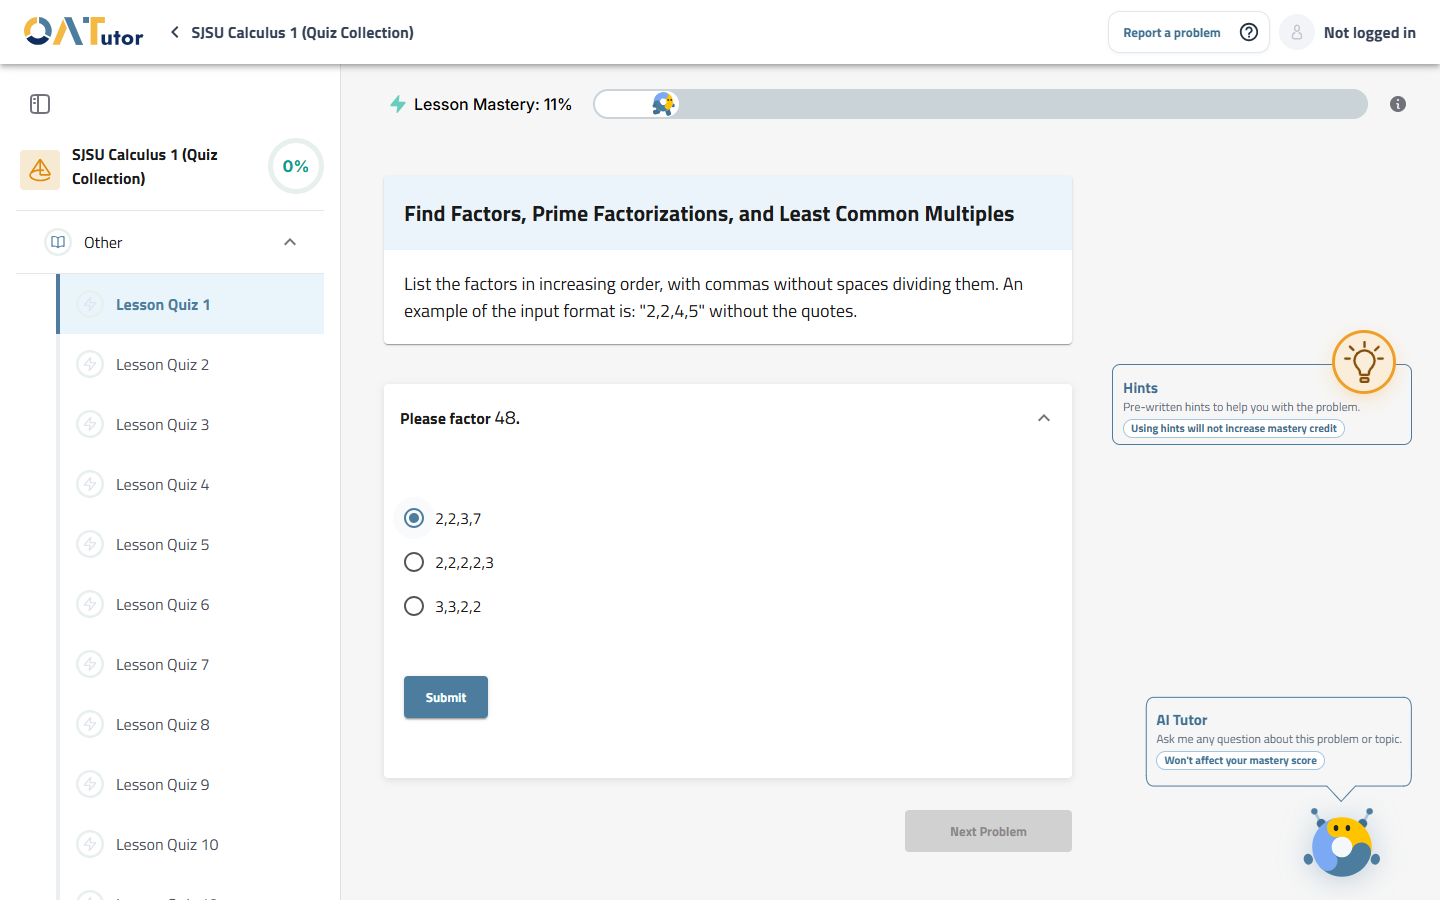 OATutor
SJSU Calculus 1 (Quiz Collection)
Report a problem
Not logged in
SJSU Calculus 1 (Quiz
Collection)
0%
Other
Lesson Quiz 1
Lesson Quiz 2
Lesson Quiz 3
Lesson Quiz 4
Lesson Quiz 5
Lesson Quiz 6
Lesson Quiz 7
Lesson Quiz 8
Lesson Quiz 9
Lesson Quiz 10
Lesson Mastery: 11%
Find Factors, Prime Factorizations, and Least Common Multiples
List the factors in increasing order, with commas without spaces dividing them. An
example of the input format is: "2,2,4,5" without the quotes.
Please factor 48.
2,2,3,7
2,2,2,2,3
3,3,2,2
Submit
Next Problem
Hints
Pre-written hints to help you with the problem.
Using hints will not increase mastery credit
AI Tutor
Ask me any question about this problem or topic.
Won't affect your mastery score